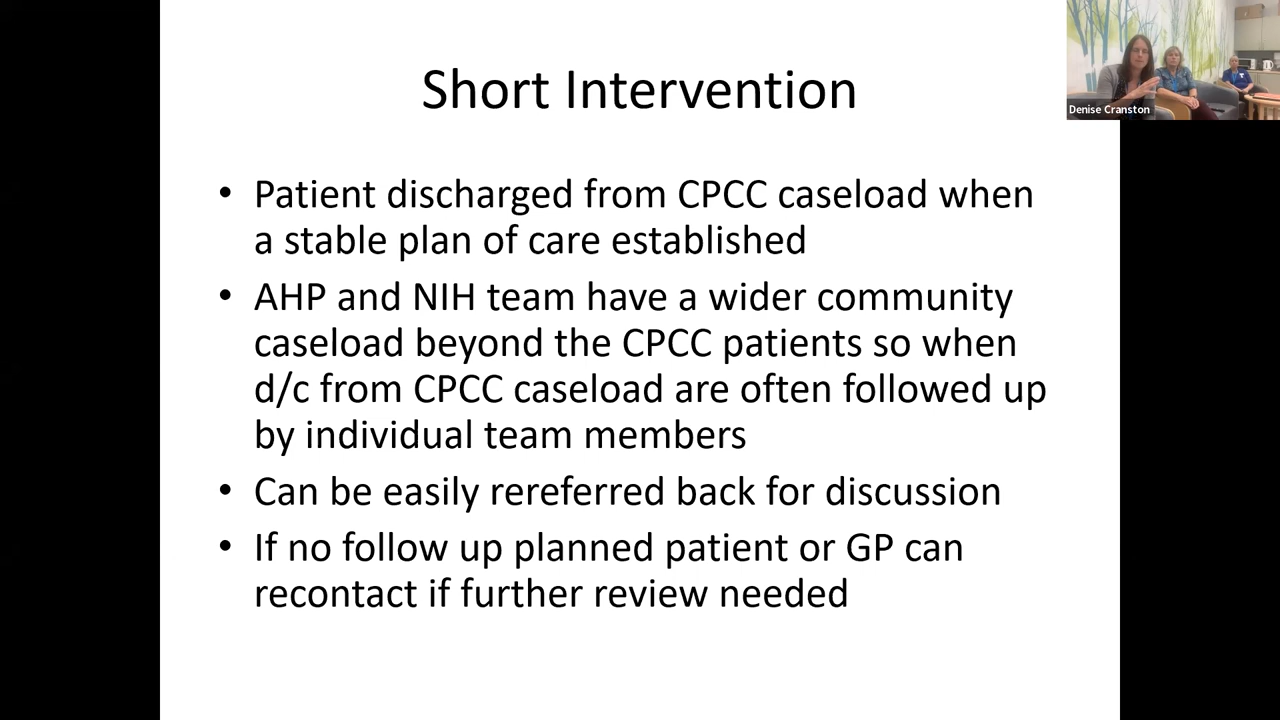 Short Intervention
Denise Cranston
• Patient discharged from CPCC caseload when
a stable plan of care established
• AHP and NIH team have a wider community
caseload beyond the CPCC patients so when
d/c from CPCC caseload are often followed up
by individual team members
• Can be easily rereferred back for discussion
• If no follow up planned patient or GP can
recontact if further review needed